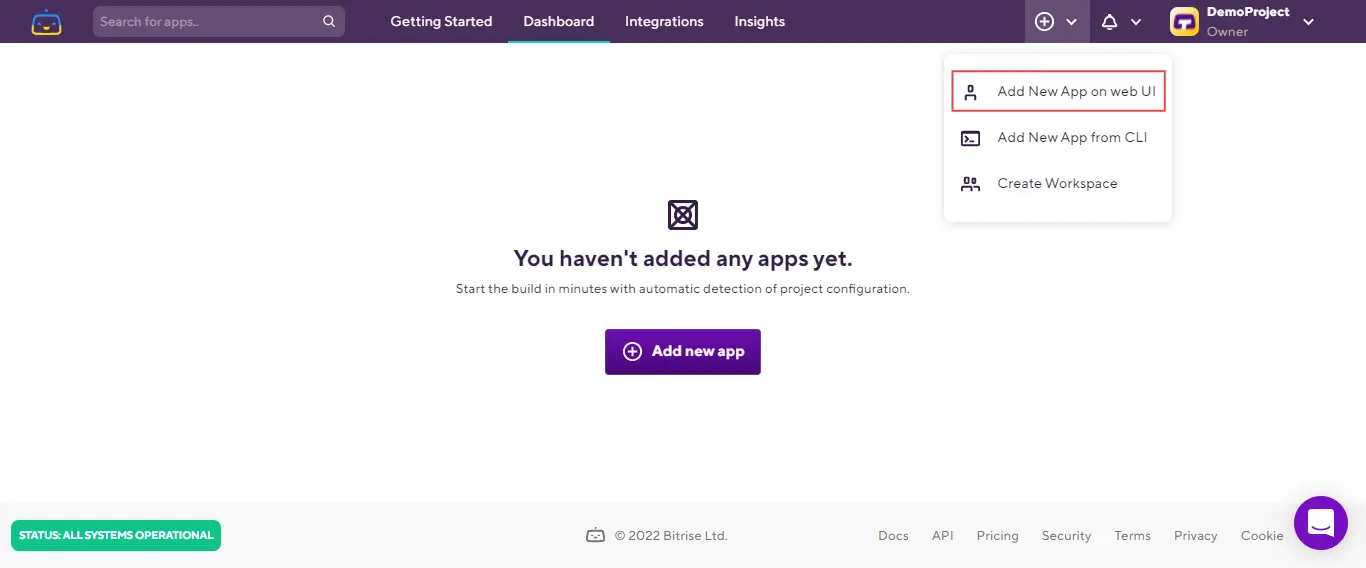 Search for apps..
Getting Started
Dashboard
Integrations
Insights
DemoProject
Owner
Add New App on web UI
Add New App from CLI
Create Workspace
You haven't added any apps yet.
Start the build in minutes with automatic detection of project configuration.
Add new app
STATUS: ALL SYSTEMS OPERATIONAL
© 2022 Bitrise Ltd.
Docs
API
Pricing
Security
Terms
Privacy
Cookie